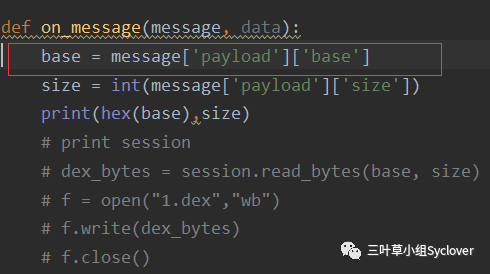 def on_message(message, data):
    base = message['payload']['base']
    size = int(message['payload']['size'])
    print(hex(base),size)
    # print session
    # dex_bytes = session.read_bytes(base, size)
    # f = open("1.dex","wb")
    # f.write(dex_bytes)
    # f.close()
三叶草小组Syclover